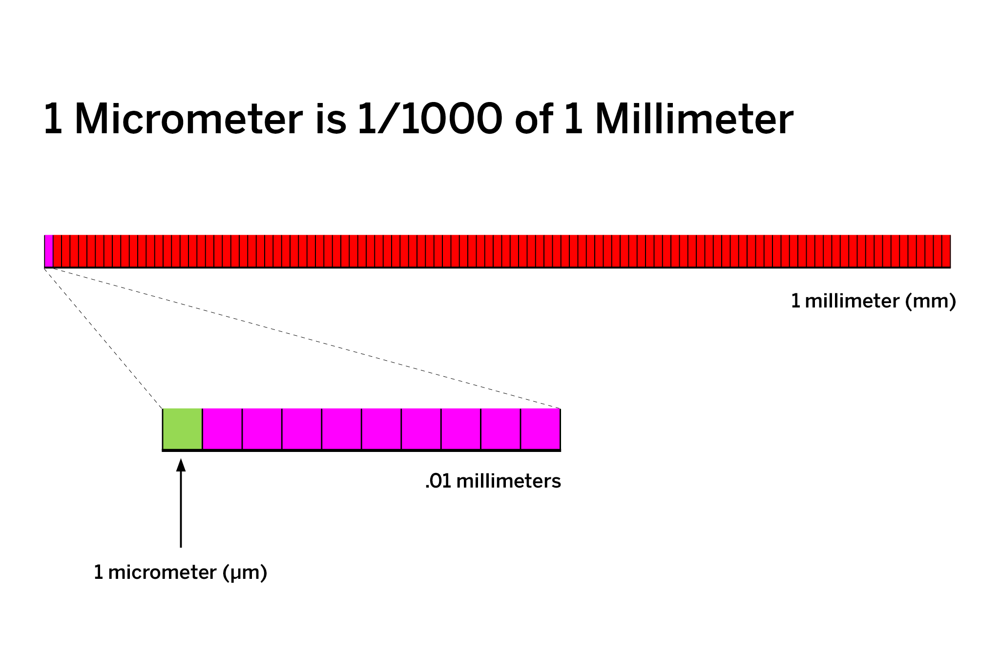 1 Micrometer is 1/1000 of 1 Millimeter
1 millimeter (mm)
.01 millimeters
1 micrometer (µm)